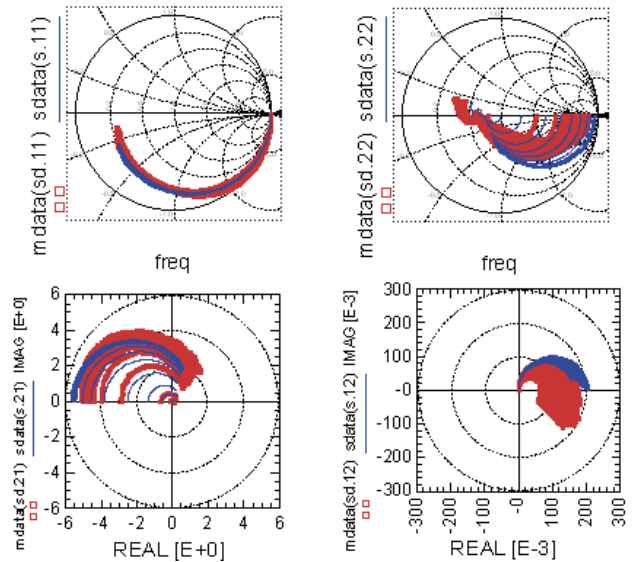 mdata(sd.11) sdata(s.11)
freq
mdata(sd.22) sdata(s.22)
freq
mdata(sd.21) sdata(s.21) IMAG [E+0]
6
4
2
0
-2
-4
-6
-6 -4 -2 0 2 4 6
REAL [E+0]
mdata(sd.12) sdata(s.12) IMAG [E-3]
300
200
100
-0
-100
-200
-300
-300 -200 -100 -0 100 200 300
REAL [E-3]